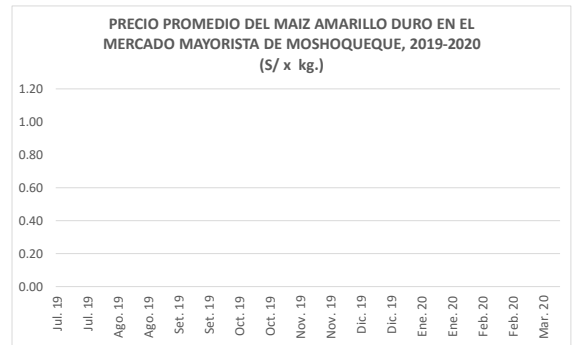 PRECIO PROMEDIO DEL MAIZ AMARILLO DURO EN EL
MERCADO MAYORISTA DE MOSHOQUEQUE, 2019-2020
(S/ x kg.)
1.20
1.00
0.80
0.60
0.40
0.20
0.00
Jul. 19
Jul. 19
Ago. 19
Ago. 19
Set. 19
Set. 19
Oct. 19
Oct. 19
Nov. 19
Nov. 19
Dic. 19
Dic. 19
Ene. 20
Ene. 20
Feb. 20
Feb. 20
Mar. 20